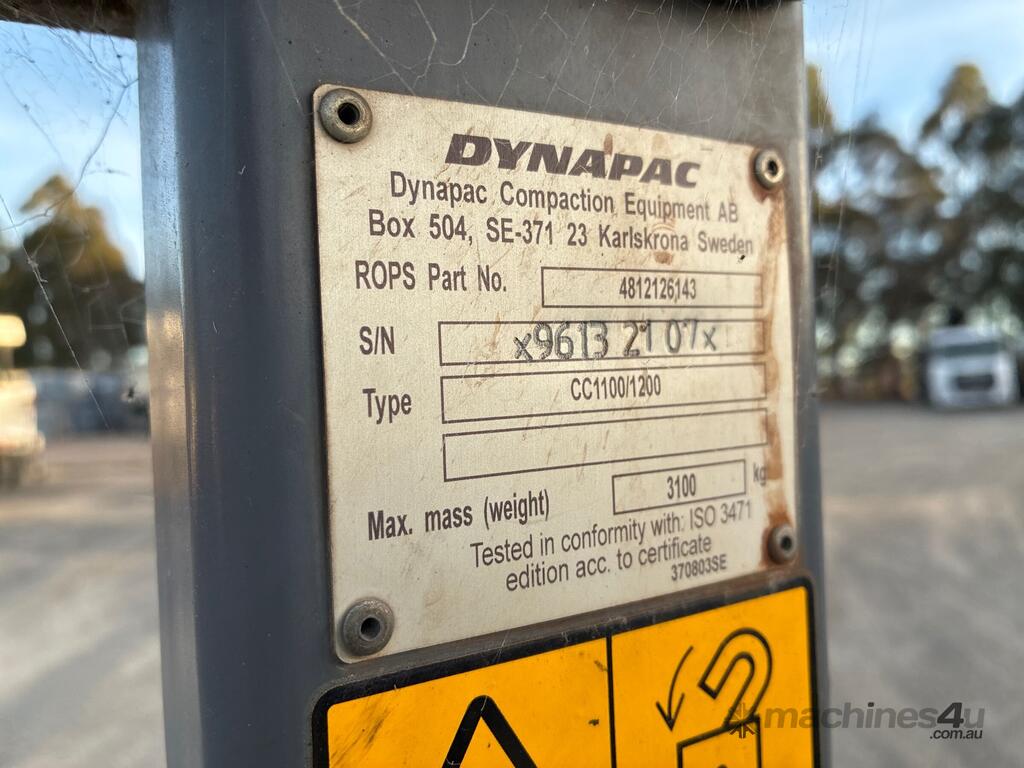 DYNAPAC
Dynapac Compaction Equipment AB
Box 504, SE-371 23 Karlskrona Sweden
ROPS Part No. 4812126143
S/N x9613 21 07x
Type CC1100/1200
Max. mass (weight) 3100 kg
Tested in conformity with: ISO 3471
edition acc. to certificate
370803SE
machines4u
.com.au